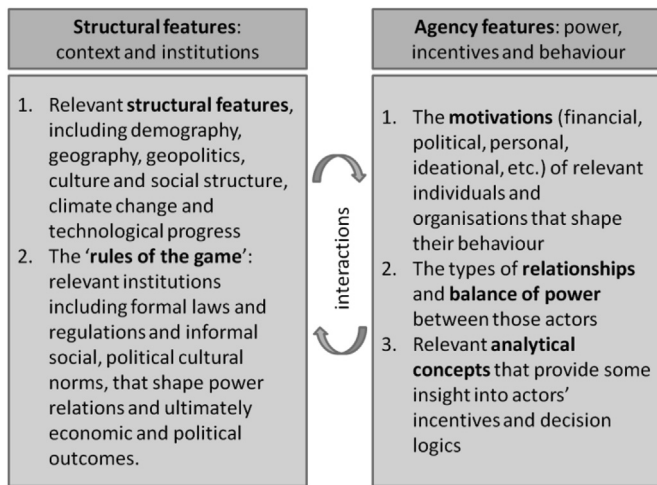 Structural features:
context and institutions
1. Relevant structural features,
including demography,
geography, geopolitics,
culture and social structure,
climate change and
technological progress
2. The ‘rules of the game’:
relevant institutions
including formal laws and
regulations and informal
social, political cultural
norms, that shape power
relations and ultimately
economic and political
outcomes.
interactions
Agency features: power,
incentives and behaviour
1. The motivations (financial,
political, personal,
ideational, etc.) of relevant
individuals and
organisations that shape
their behaviour
2. The types of relationships
and balance of power
between those actors
3. Relevant analytical
concepts that provide some
insight into actors’
incentives and decision
logics